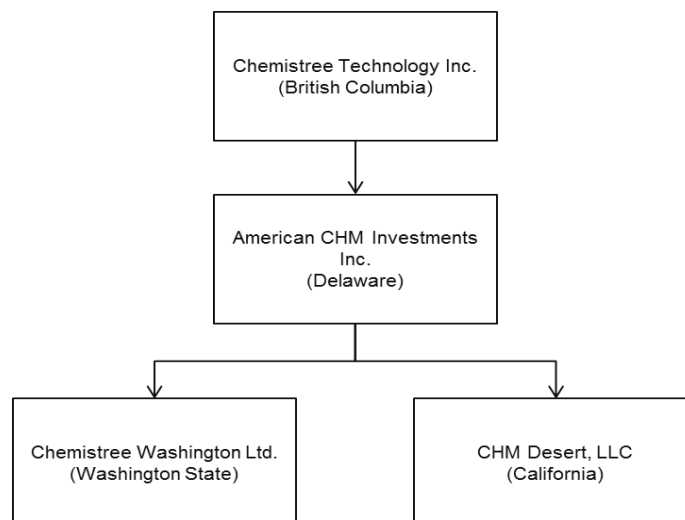 Chemistree Technology Inc.
(British Columbia)
American CHM Investments
Inc.
(Delaware)
Chemistree Washington Ltd.
(Washington State)
CHM Desert, LLC
(California)